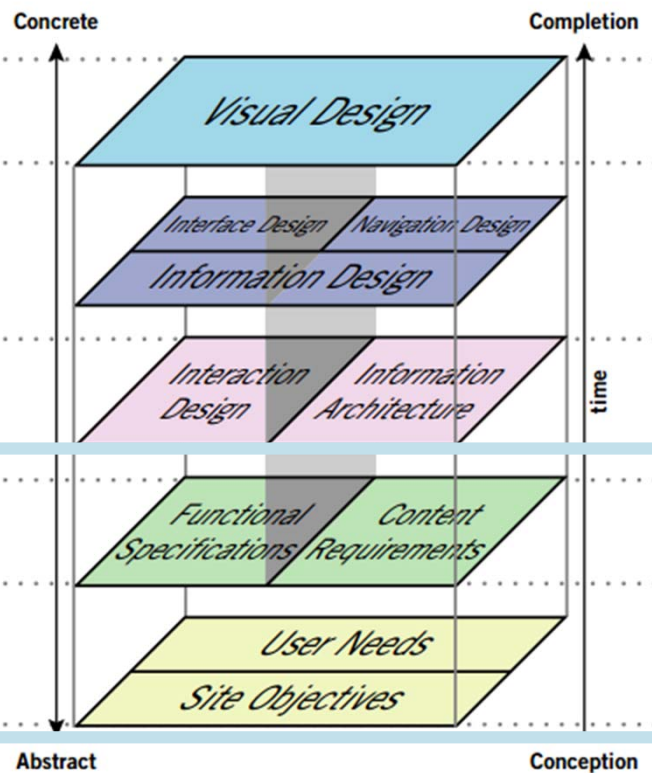 Concrete
Completion
Visual Design
Interface Design
Navigation Design
Information Design
Interaction
Design
Information
Architecture
time
Functional
Specifications
Content
Requirements
User Needs
Site Objectives
Abstract
Conception